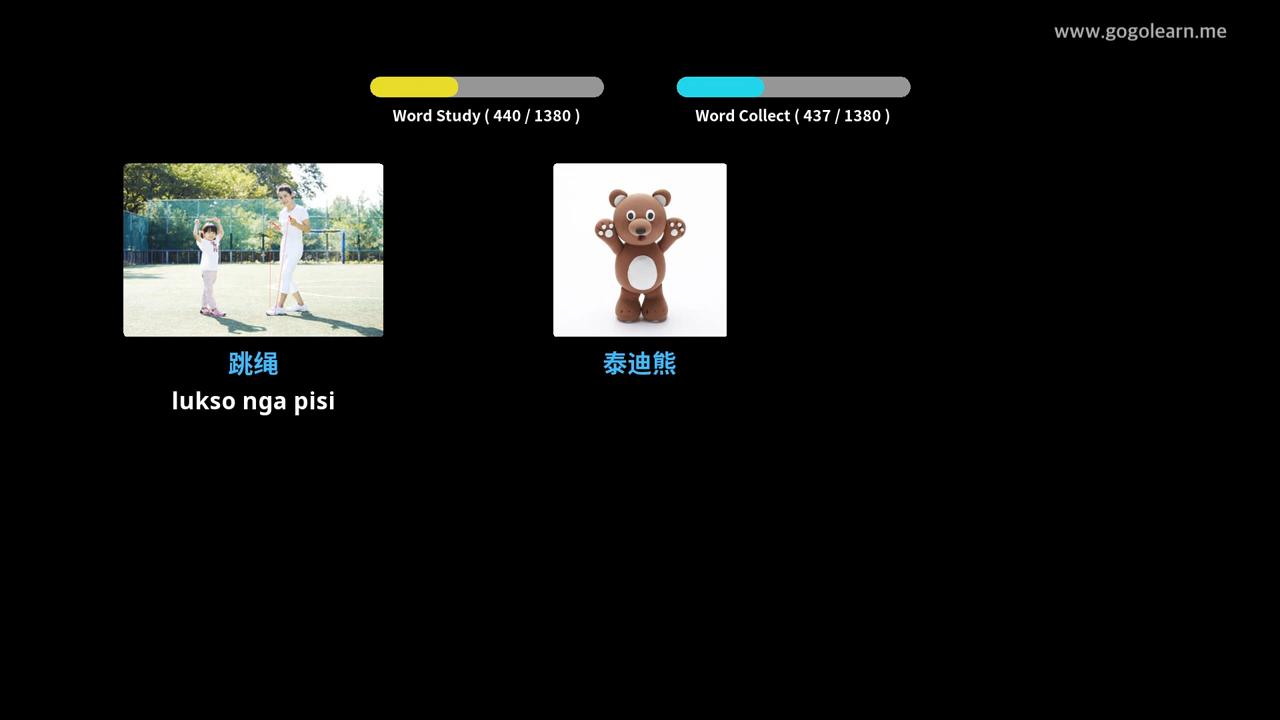 www.gogolearn.me
Word Study ( 440 / 1380 )
Word Collect ( 437 / 1380 )
跳绳
lukso nga pisi
泰迪熊